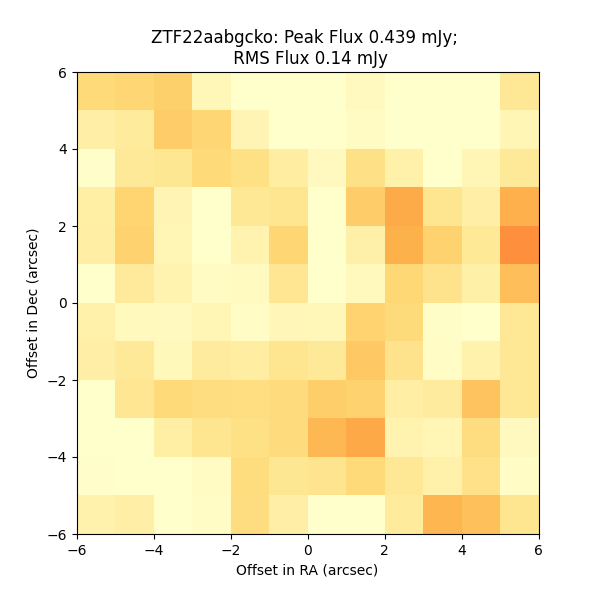 ZTF22aabgcko: Peak Flux 0.439 mJy;
RMS Flux 0.14 mJy
6
4
2
0
−2
−4
−6
Offset in Dec (arcsec)
−6 −4 −2 0 2 4 6
Offset in RA (arcsec)